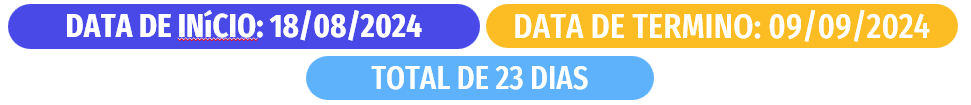 DATA DE INíCIO: 18/08/2024
DATA DE TERMINO: 09/09/2024
TOTAL DE 23 DIAS